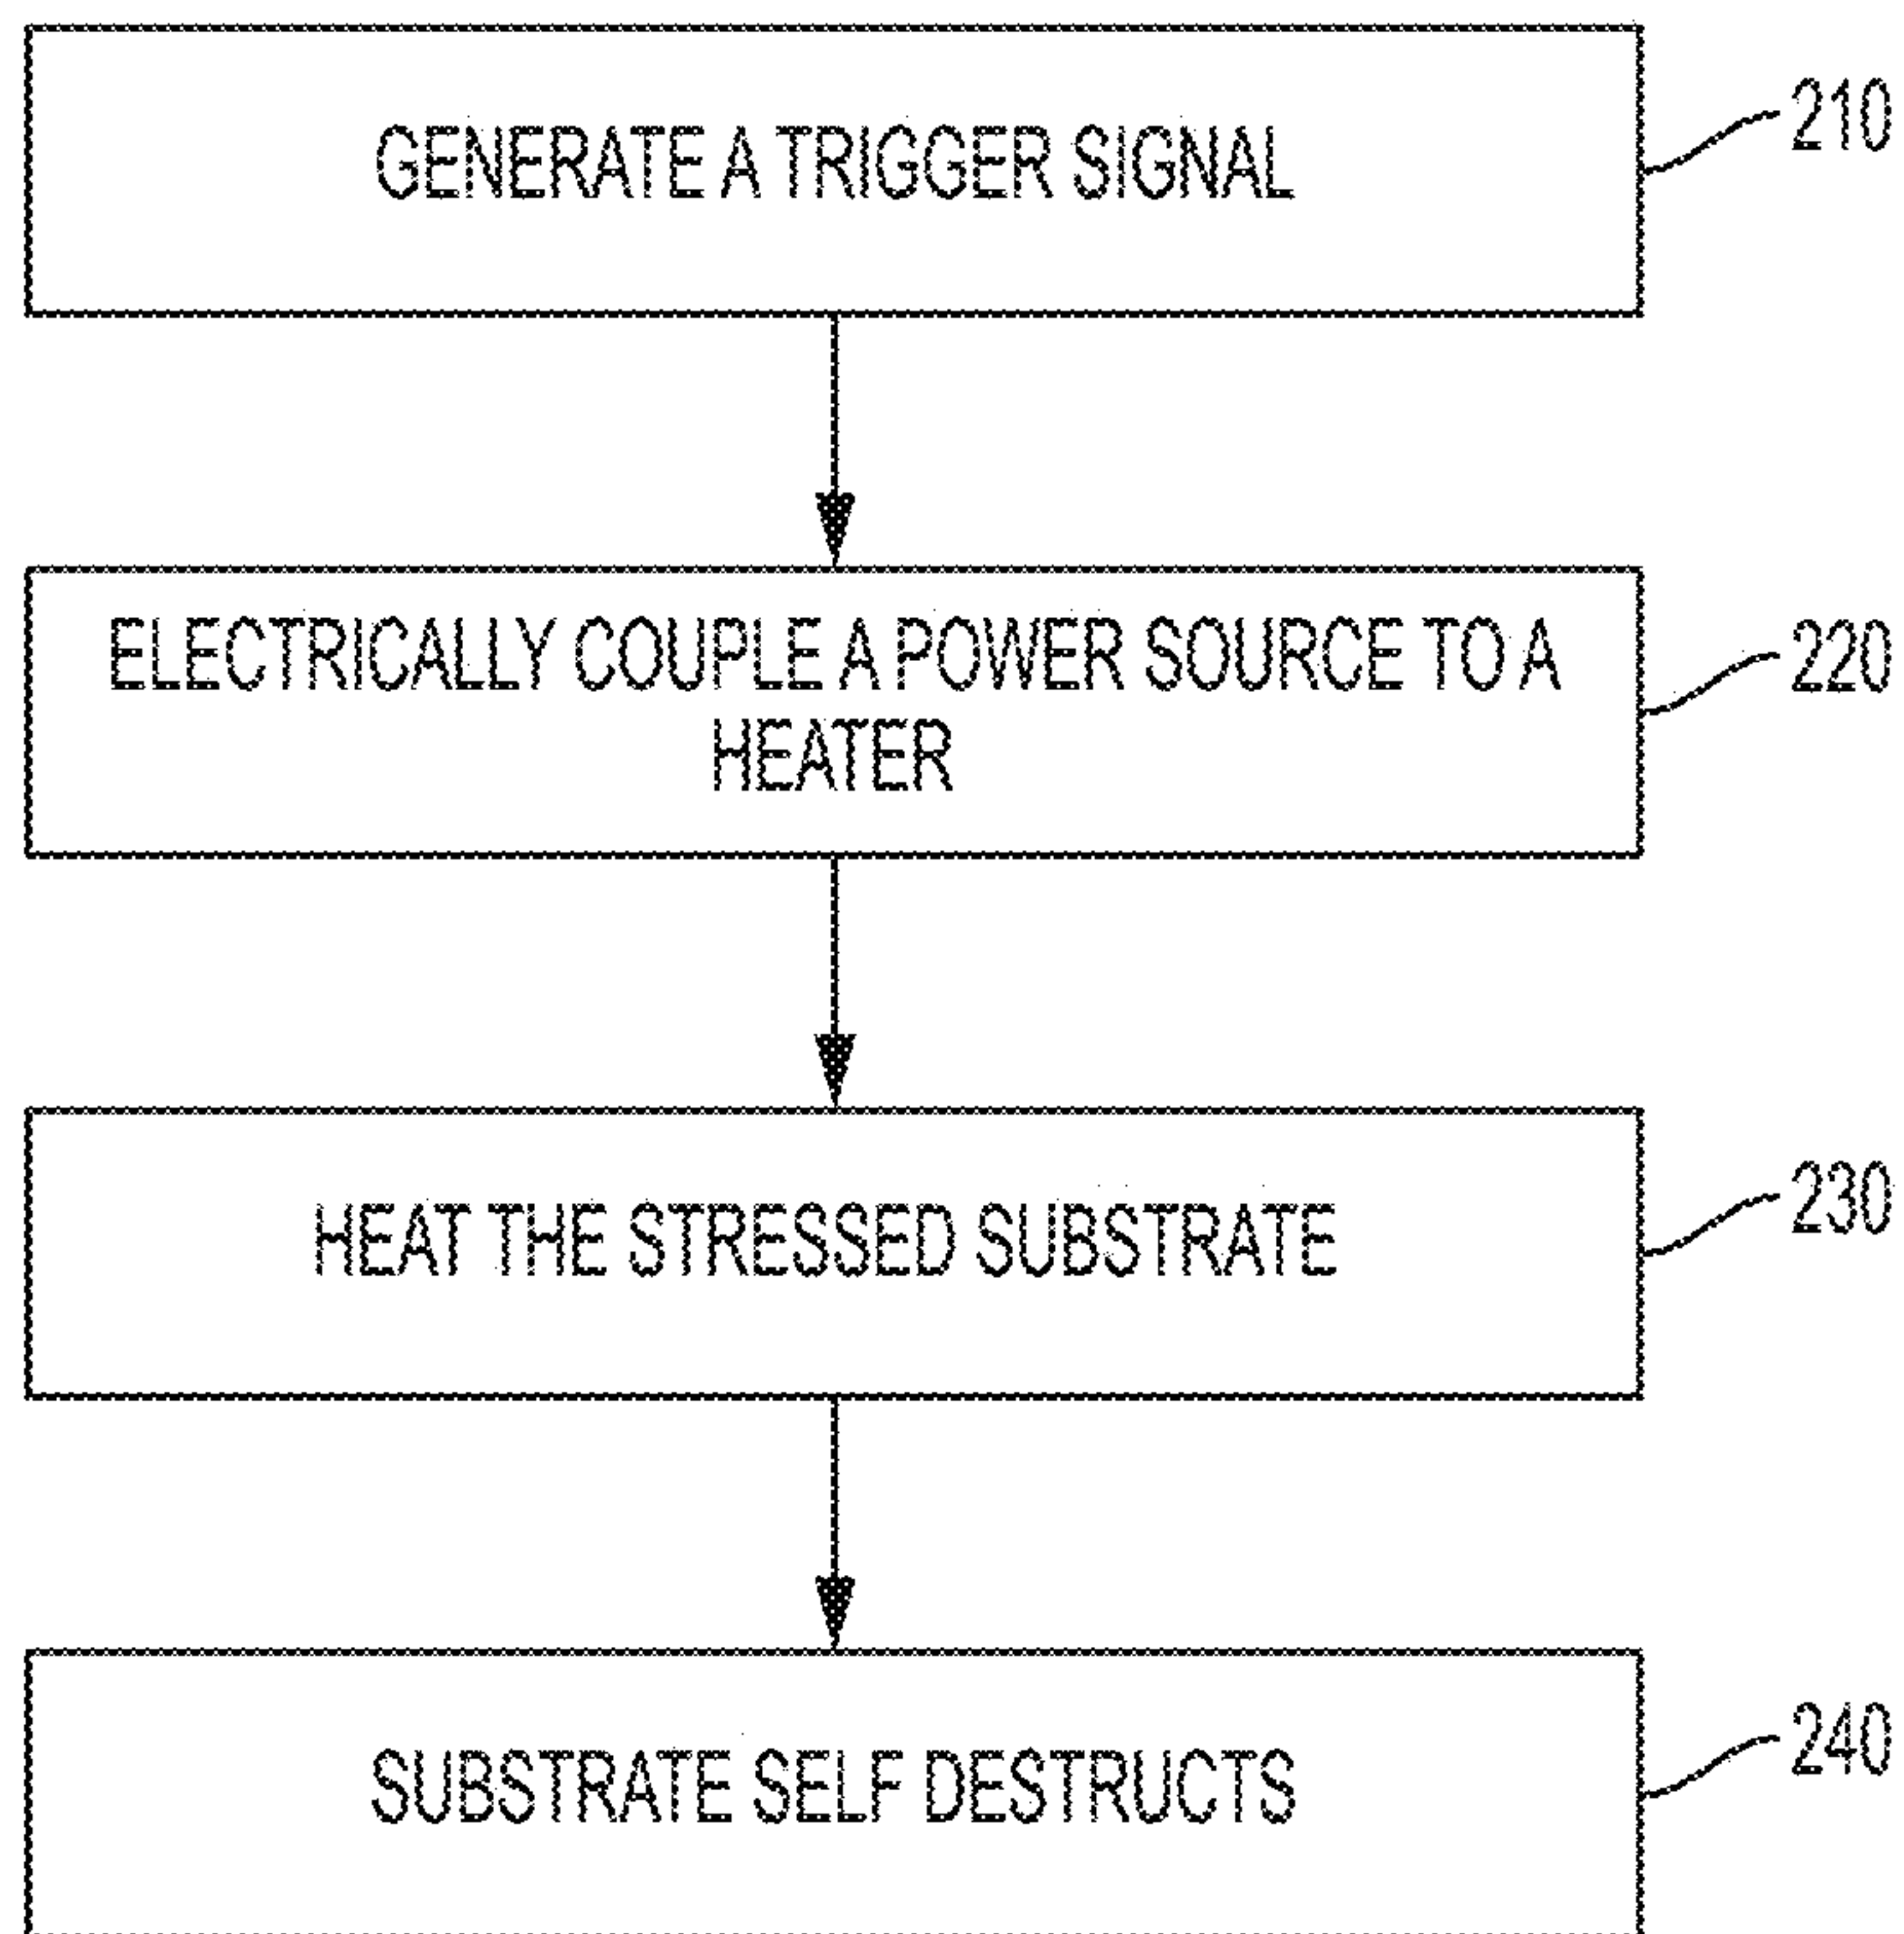 GENERATE A TRIGGER SIGNAL
210
ELECTRICALLY COUPLE A POWER SOURCE TO A
HEATER
220
HEAT THE STRESSED SUBSTRATE
230
SUBSTRATE SELF DESTRUCTS
240